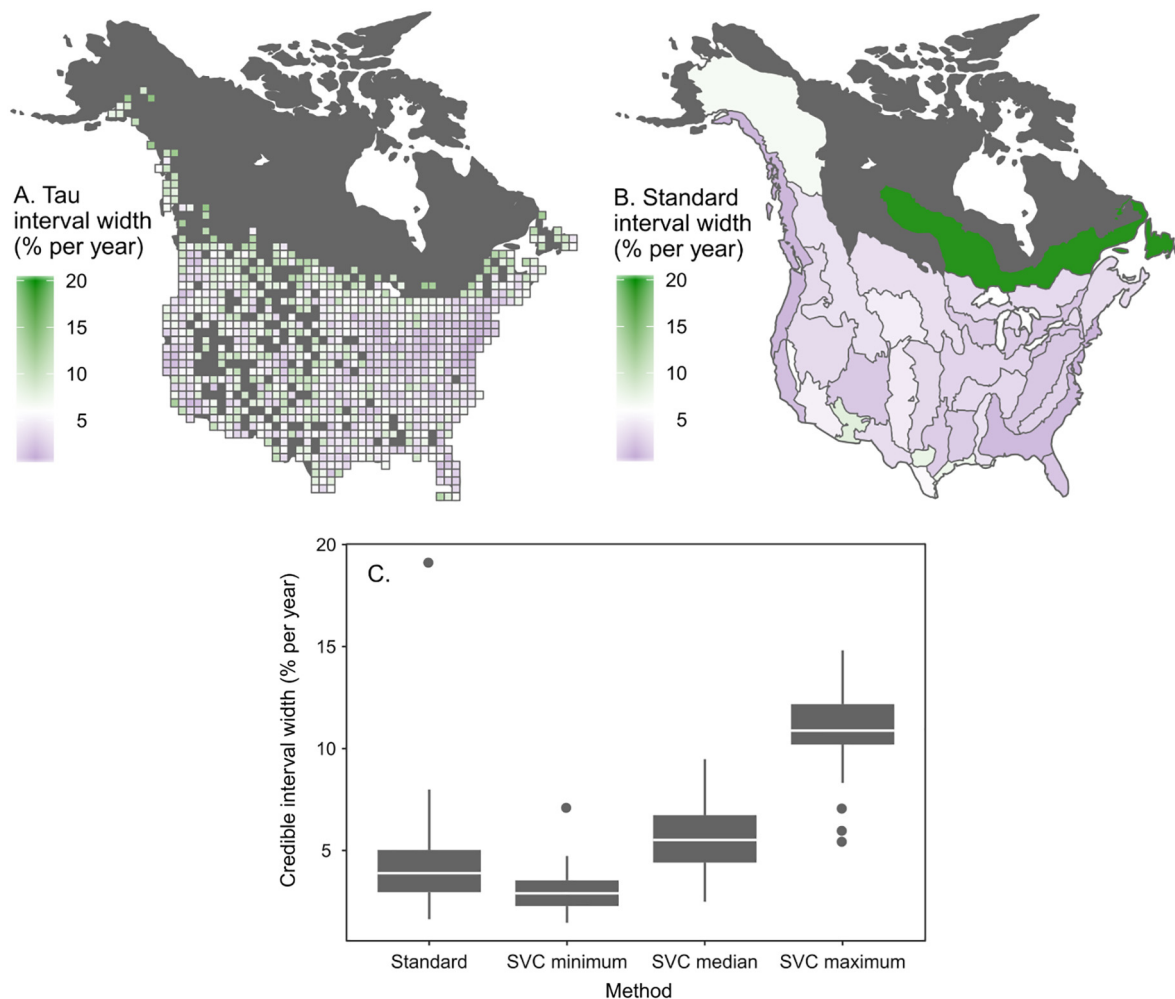 A. Tau
interval width
(% per year)
20
15
10
5
B. Standard
interval width
(% per year)
20
15
10
5
C.
Credible interval width (% per year)
20
15
10
5
Standard
SVC minimum
SVC median
SVC maximum
Method